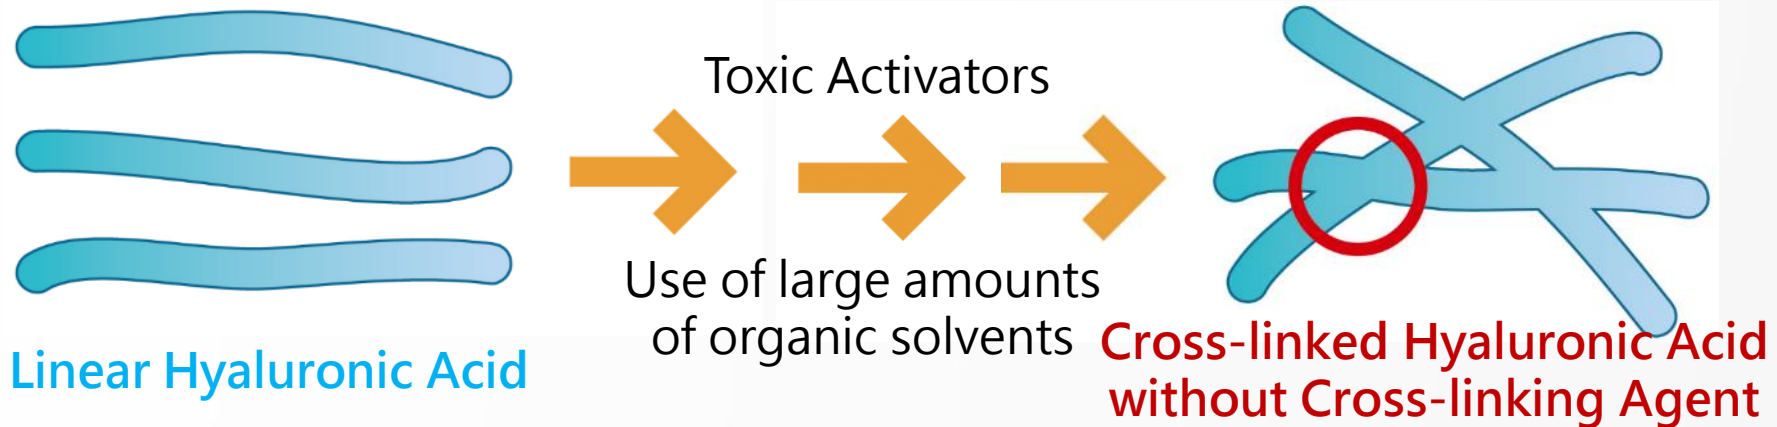 Toxic Activators
Use of large amounts
of organic solvents
Linear Hyaluronic Acid
Cross-linked Hyaluronic Acid
without Cross-linking Agent